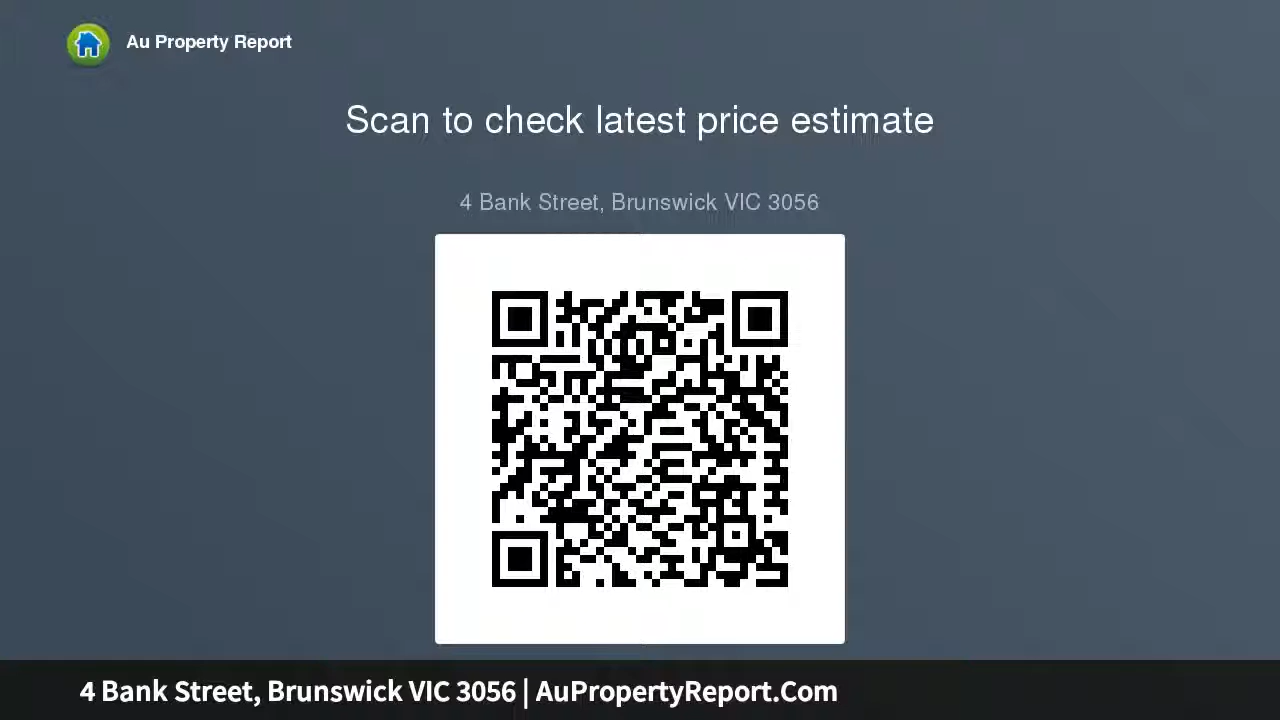 Au Property Report
Scan to check latest price estimate
4 Bank Street, Brunswick VIC 3056
4 Bank Street, Brunswick VIC 3056 | AuPropertyReport.Com